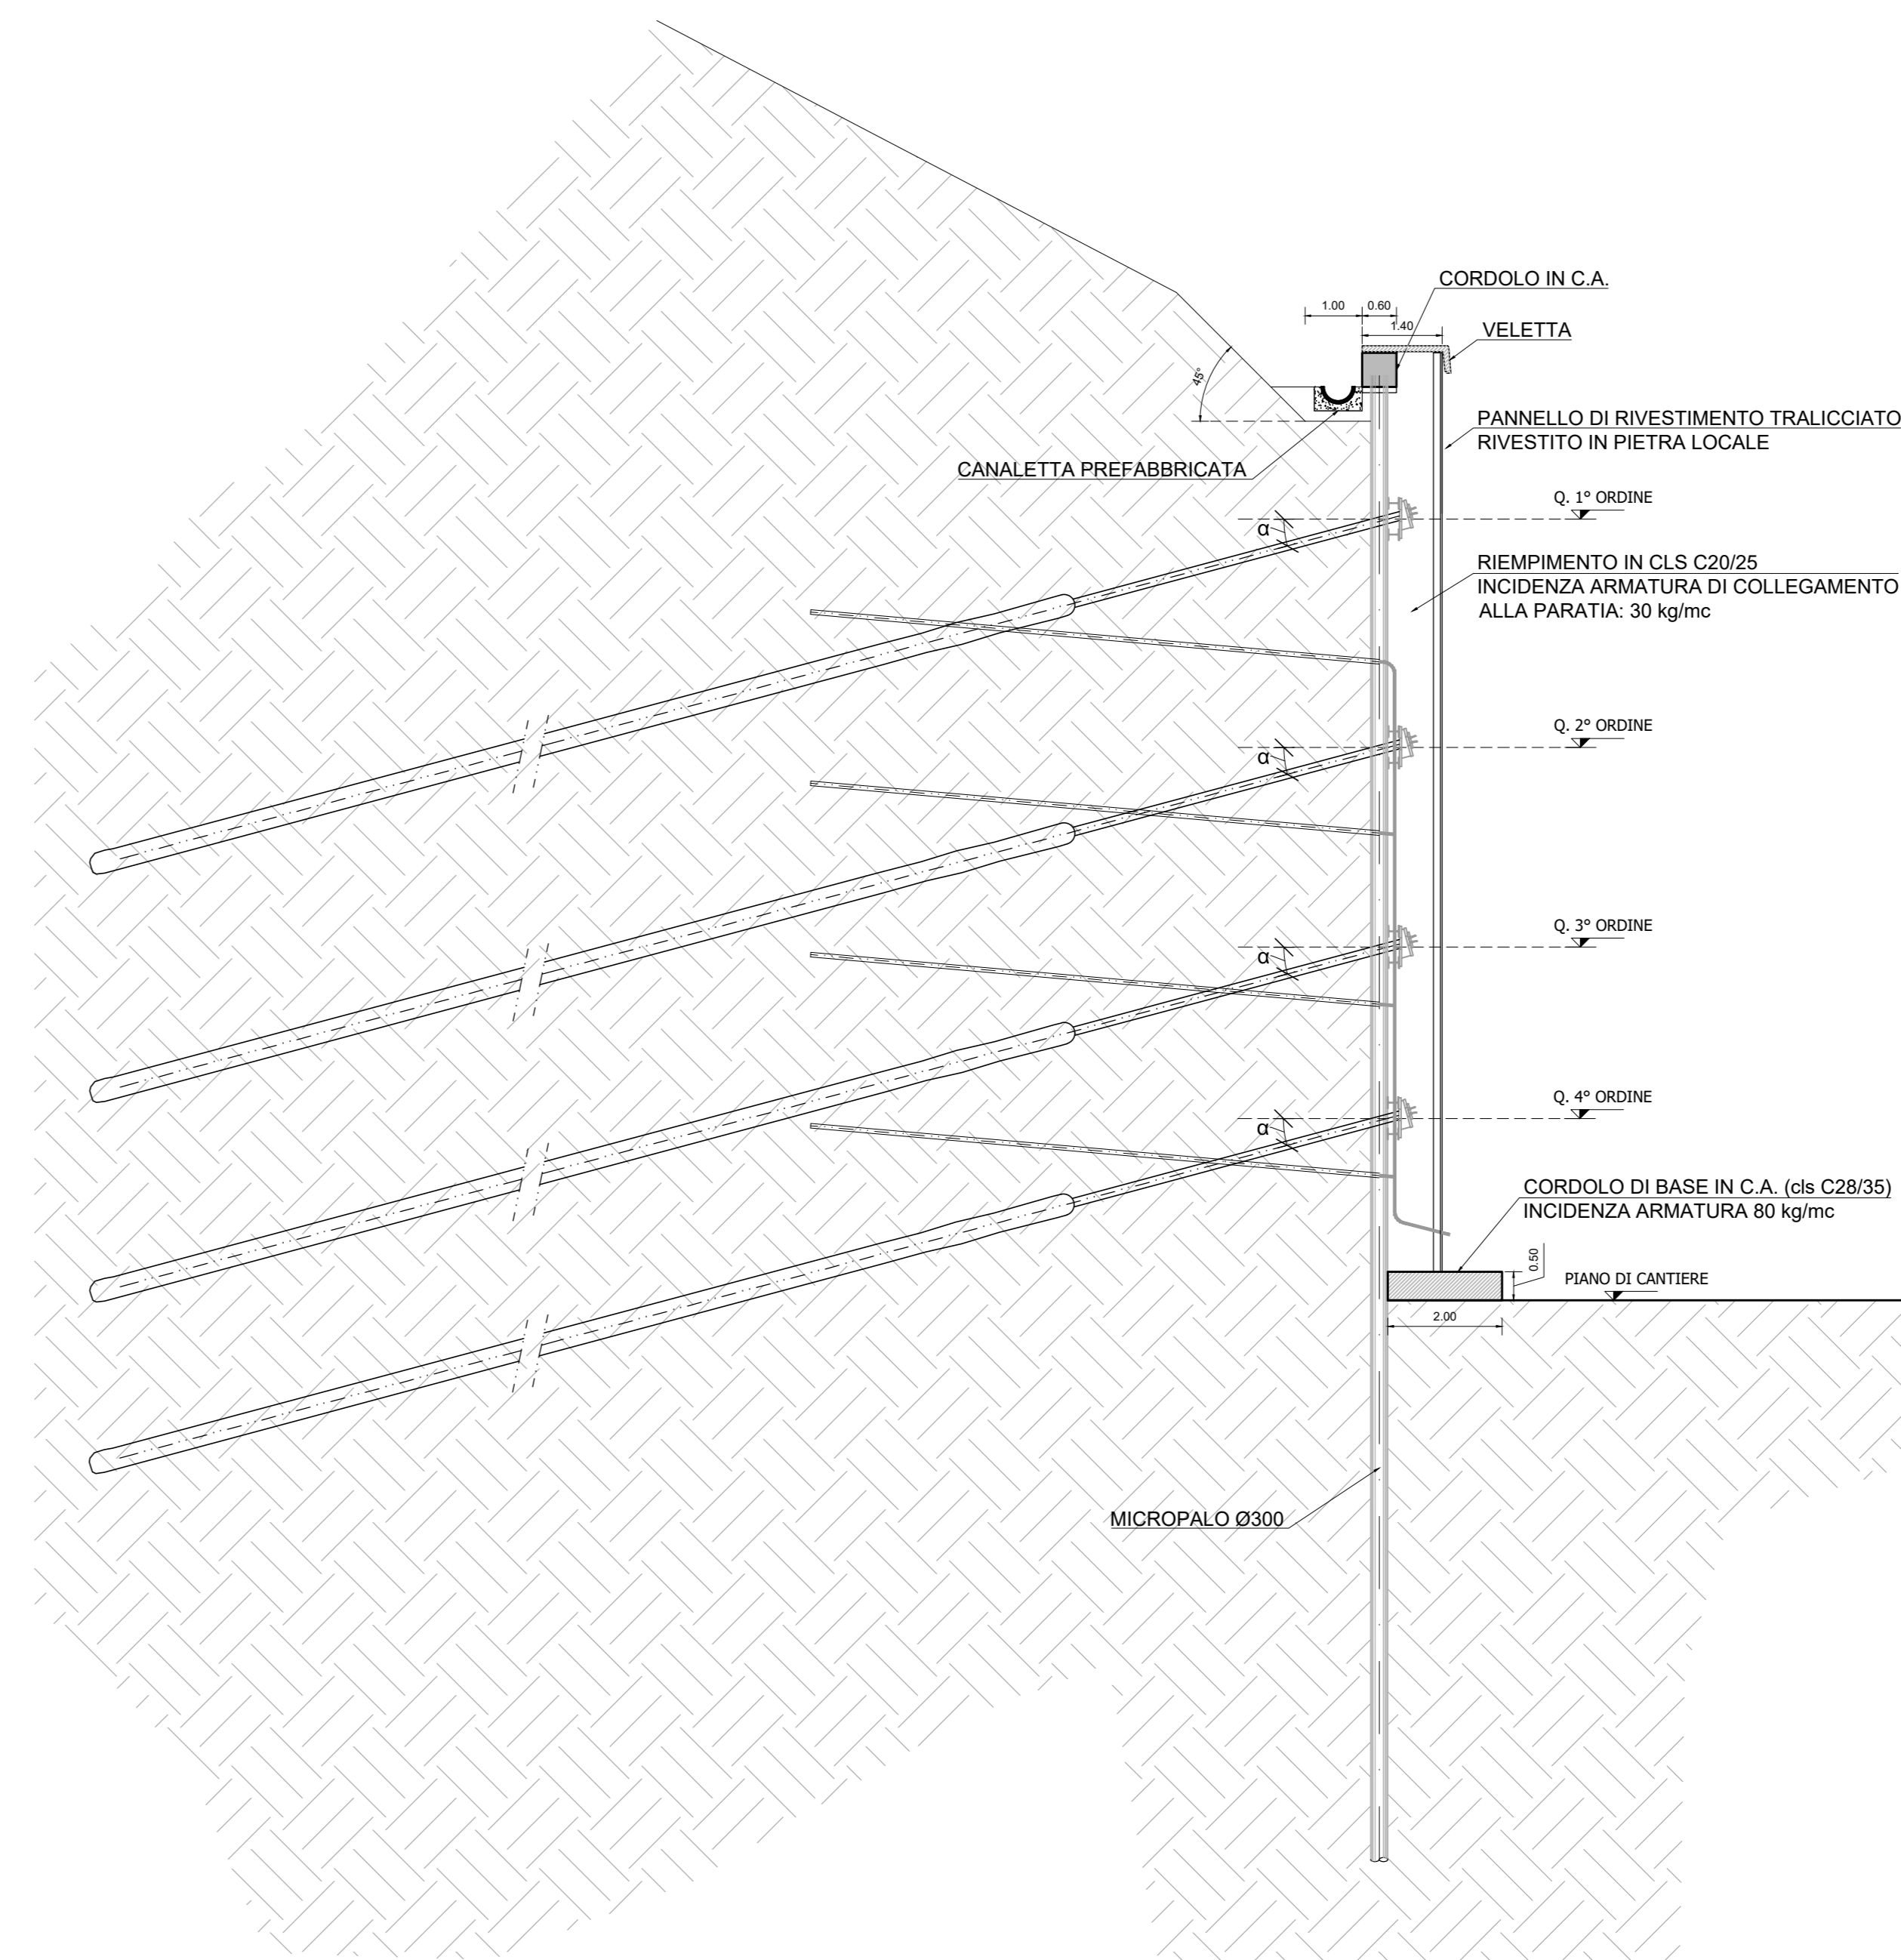 CORDOLO IN C.A.
1.00
0.60
1.40
VELETTA
45°
PANNELLO DI RIVESTIMENTO TRALICCIATO
RIVESTITO IN PIETRA LOCALE
CANALETTA PREFABBRICATA
Q. 1° ORDINE
α
RIEMPIMENTO IN CLS C20/25
INCIDENZA ARMATURA DI COLLEGAMENTO
ALLA PARATIA: 30 kg/mc
Q. 2° ORDINE
α
Q. 3° ORDINE
α
Q. 4° ORDINE
α
CORDOLO DI BASE IN C.A. (cls C28/35)
INCIDENZA ARMATURA 80 kg/mc
0.50
PIANO DI CANTIERE
2.00
MICROPALO Ø300